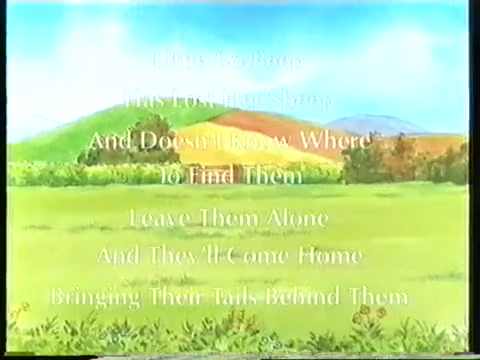 Little Bo Peep
Has Lost Her Sheep
And Doesn't Know Where
To Find Them
Leave Them Alone
And They'll Come Home
Bringing Their Tails Behind Them